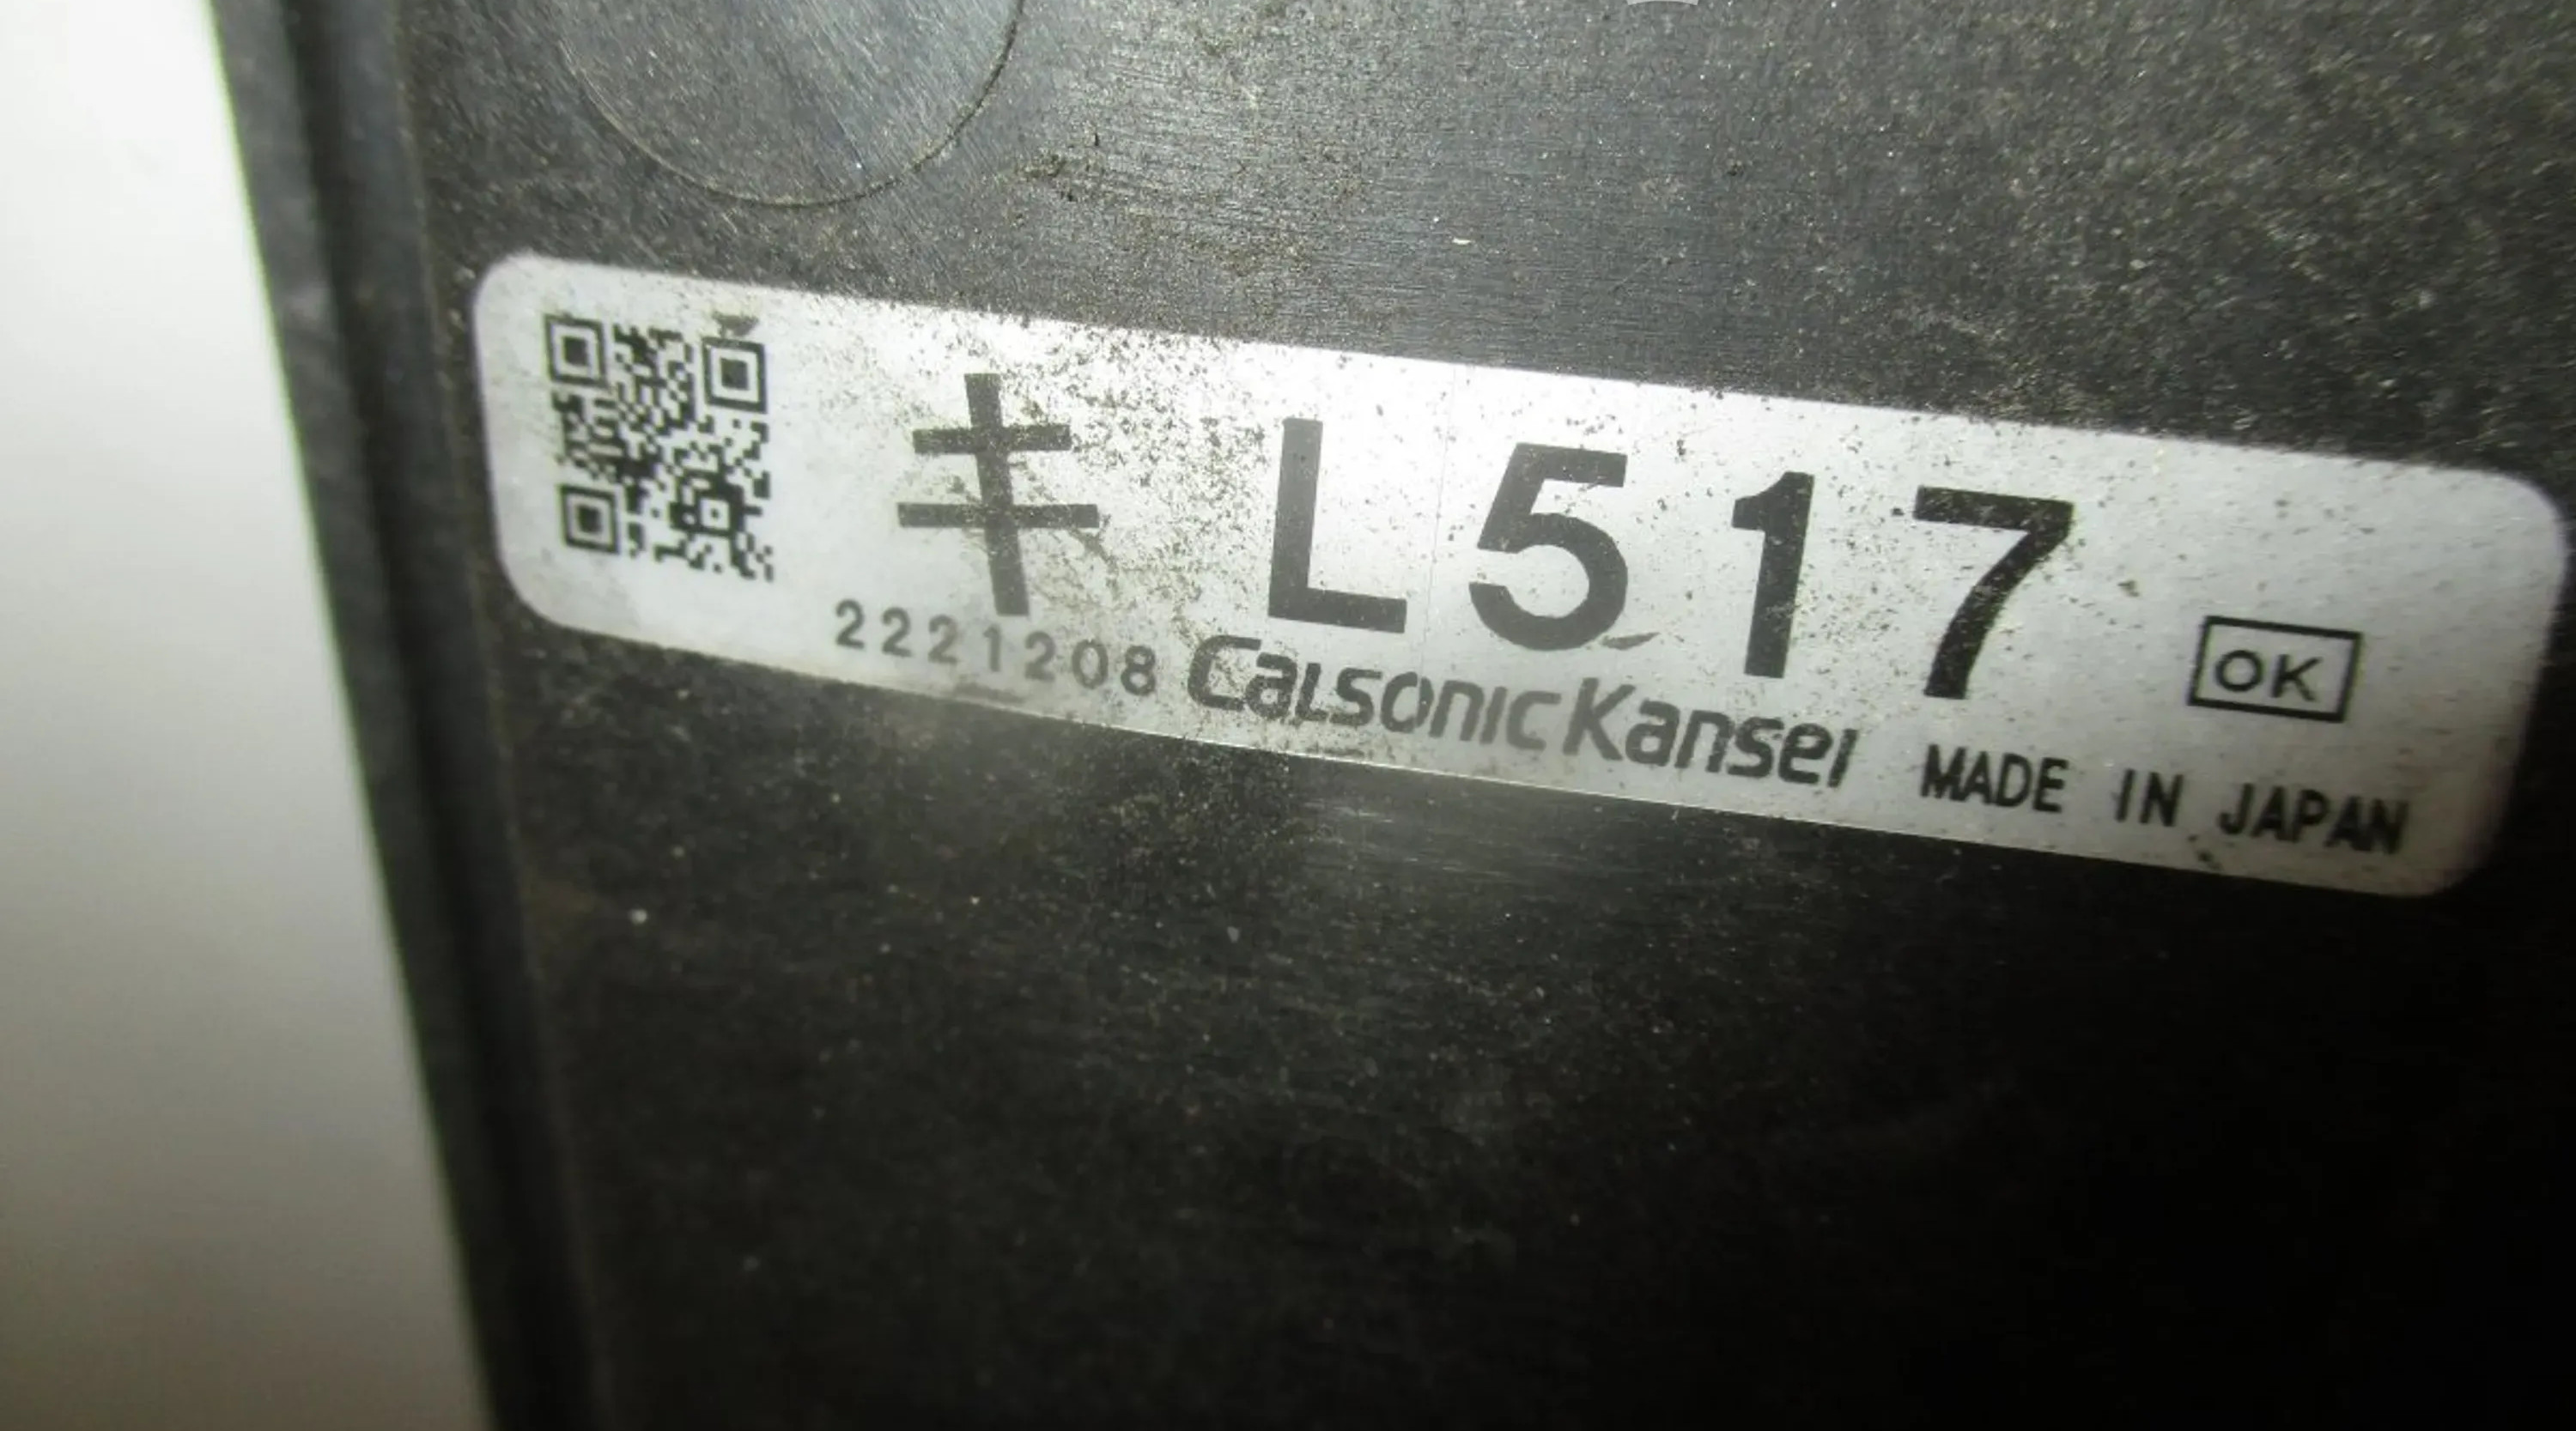 キ L517 OK
2221208 CalsonicKansei MADE IN JAPAN